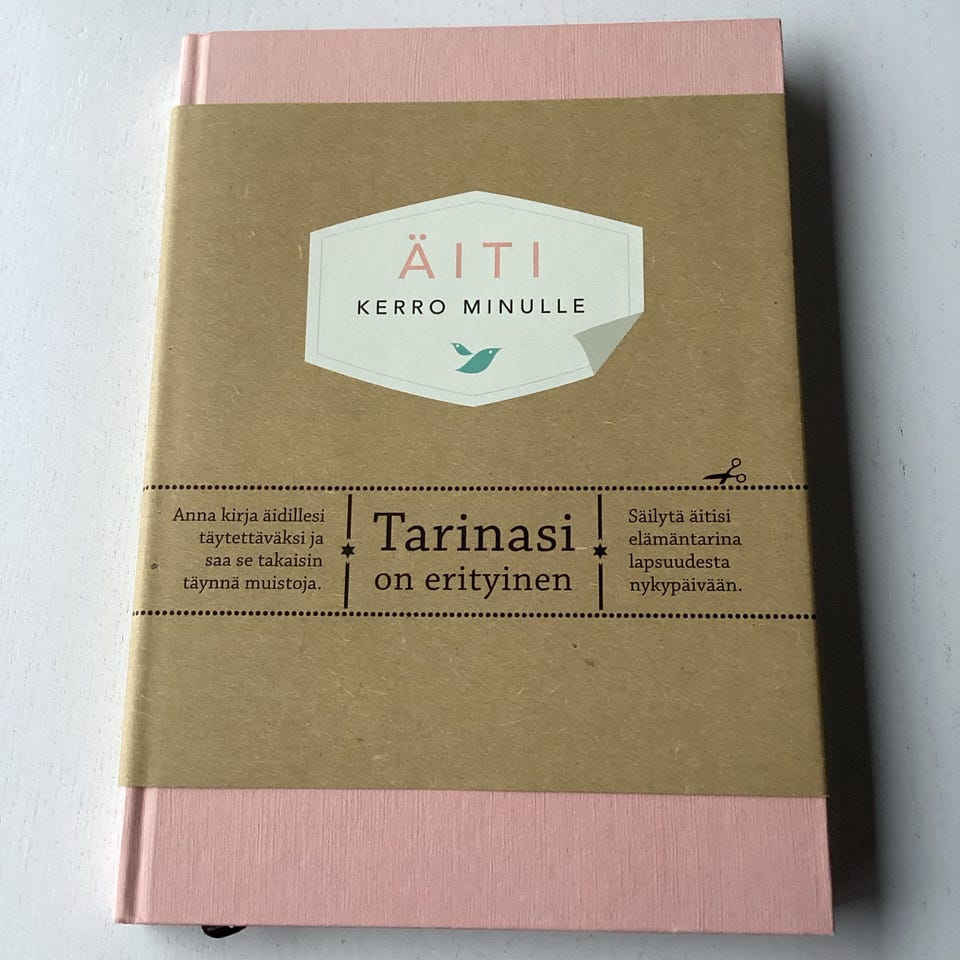 ÄITI
KERRO MINULLE
Anna kirja äidillesi
täytettäväksi ja
saa se takaisin
täynnä muistoja.
Tarinasi
on erityinen
Säilytä äitisi
elämäntarina
lapsuudesta
nykypäivään.